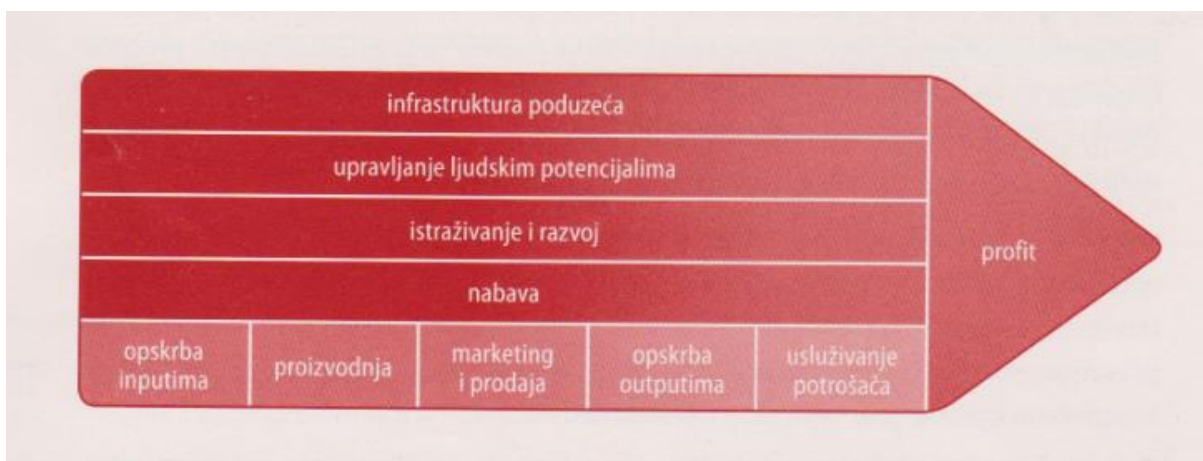 infrastruktura poduzeća
upravljanje ljudskim potencijalima
istraživanje i razvoj
nabava
profit
opskrba
inputima
proizvodnja
marketing
i prodaja
opskrba
outputima
usluživanje
potrošača